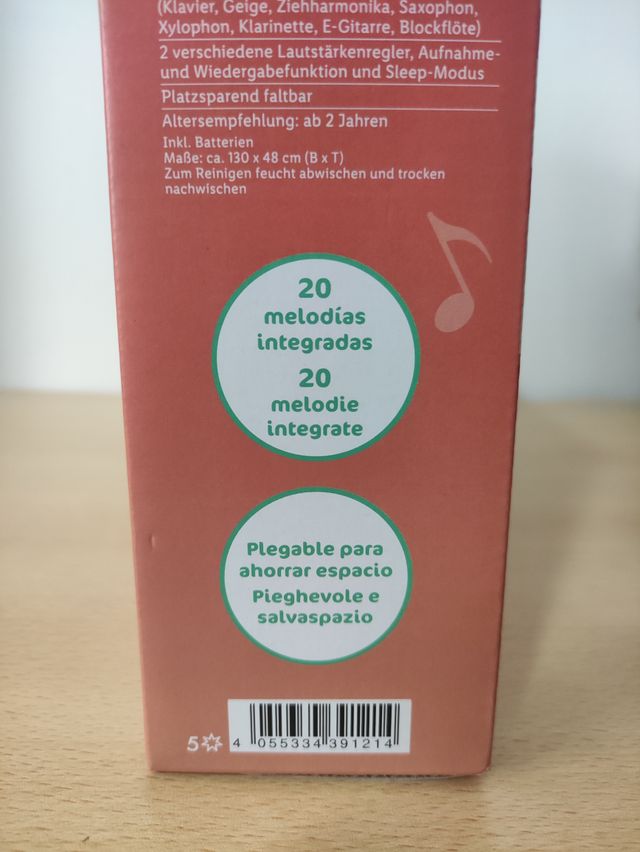 (Klavier, Geige, Ziehharmonika, Saxophon,
Xylophon, Klarinette, E-Gitarre, Blockflöte)
2 verschiedene Lautstärkenregler, Aufnahme-
und Wiedergabefunktion und Sleep-Modus
Platzsparend faltbar
Altersempfehlung: ab 2 Jahren
Inkl. Batterien
Maße: ca. 130 x 48 cm (B x T)
Zum Reinigen feucht abwischen und trocken
nachwischen
20
melodías
integradas
20
melodie
integrate
Plegable para
ahorrar espacio
Pieghevole e
salvaspazio
5
4 055334 391214